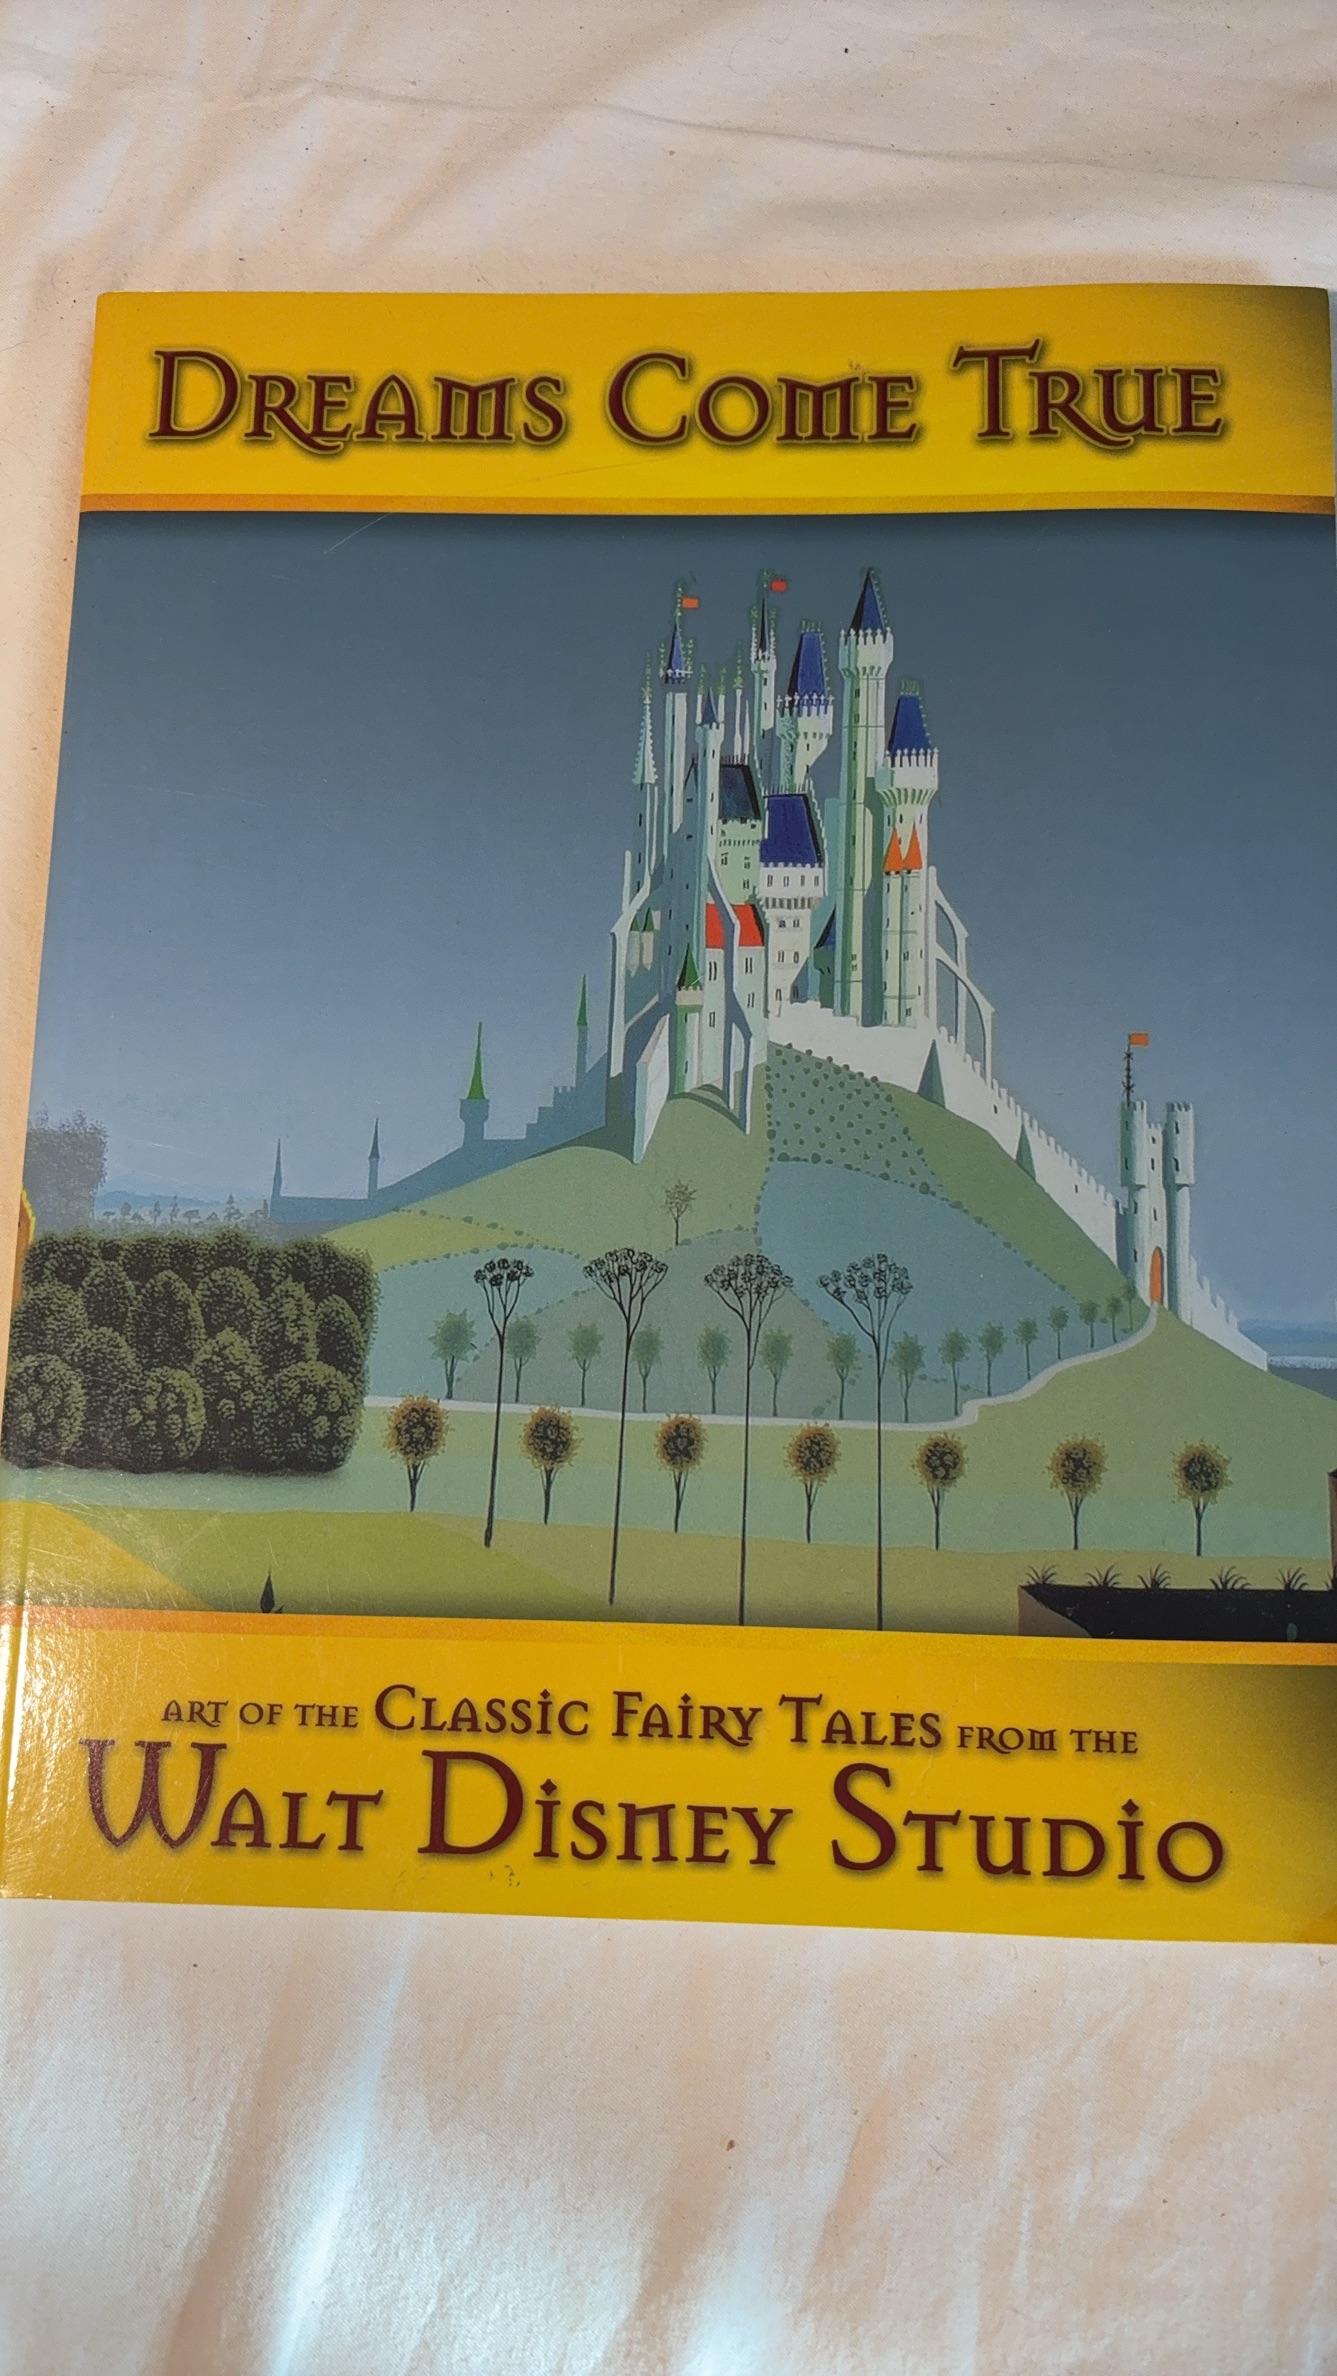 DREAMS COME TRUE
ART OF THE CLASSIC FAIRY TALES FROM THE
WALT DISNEY STUDIO